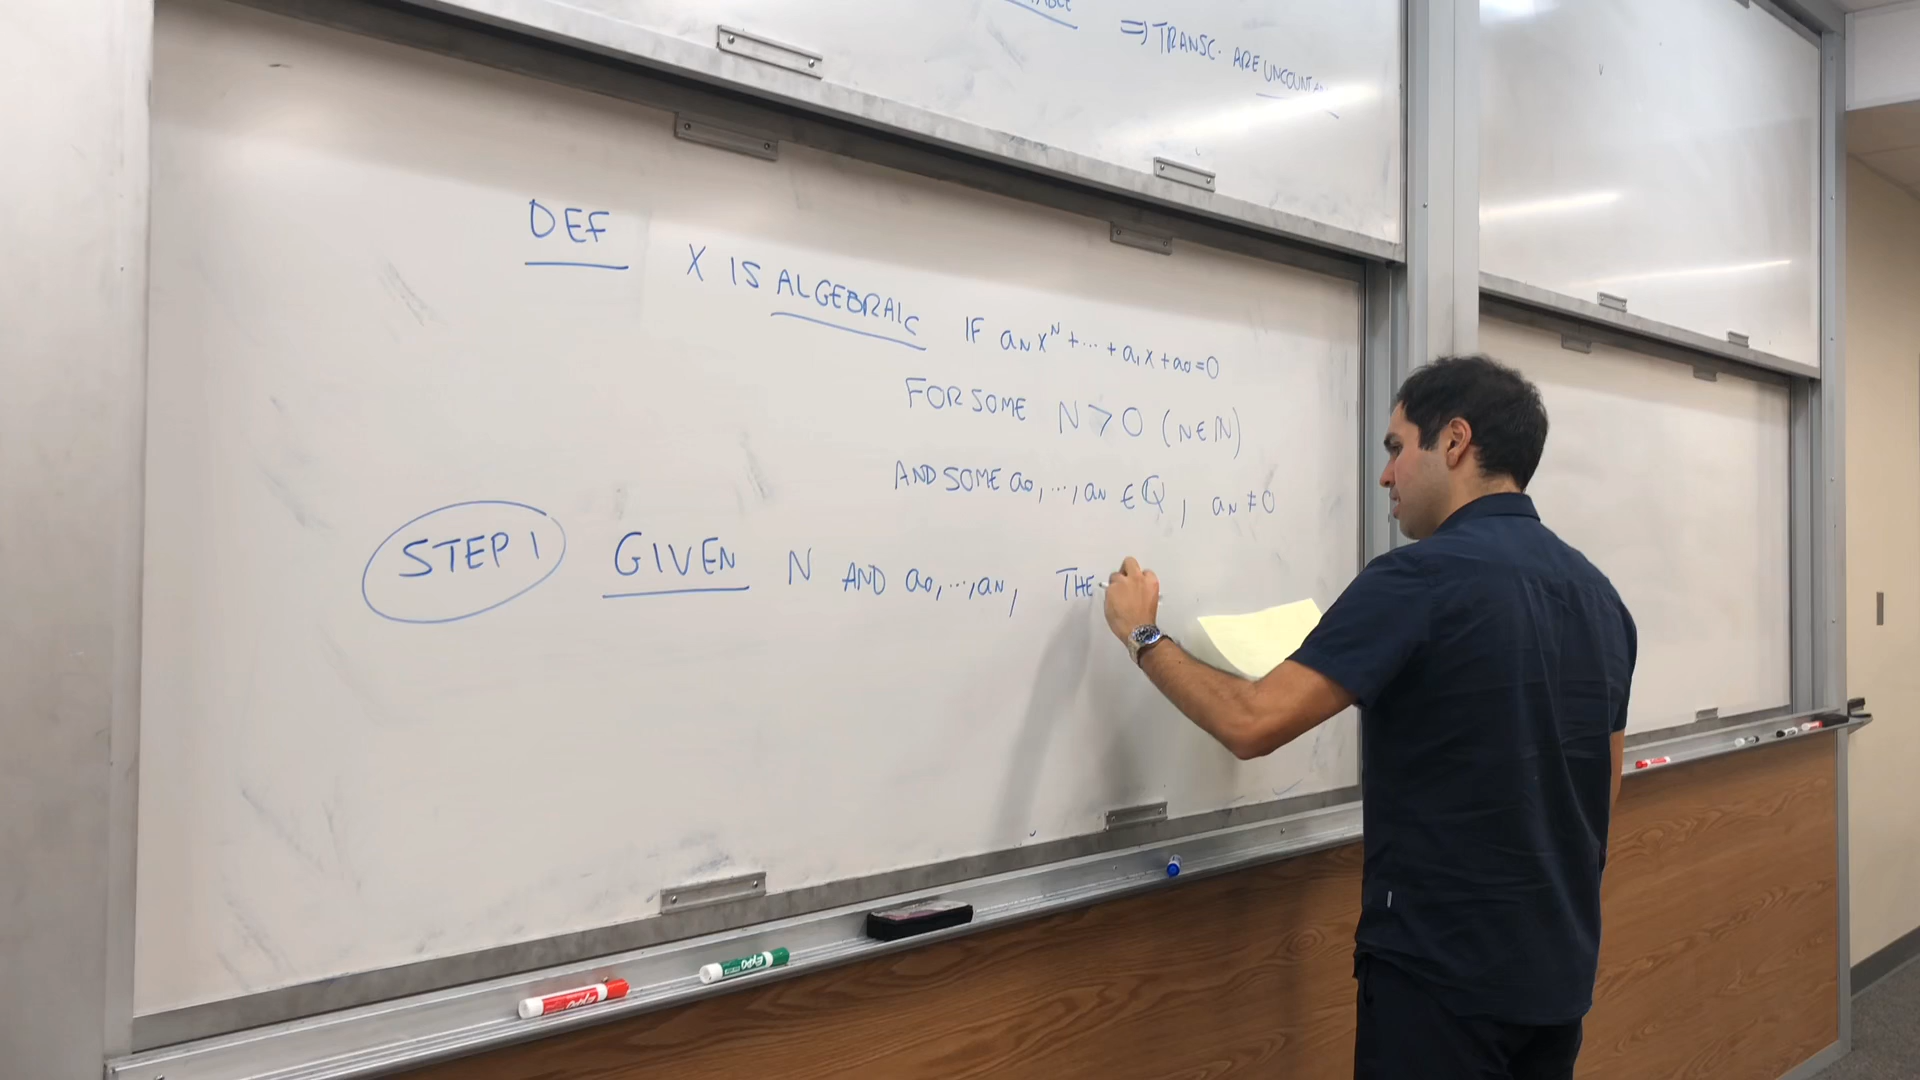 ⇒ TRANSC. ARE
DEF
X IS ALGEBRAIC IF aₙxᴺ + ... + a₁x + a₀ = 0
FOR SOME N > 0 (N ∈ ℕ)
AND SOME a₀, ..., aₙ ∈ ℚ, aₙ ≠ 0
STEP 1 GIVEN N AND a₀, ..., aₙ, THE
EXPO